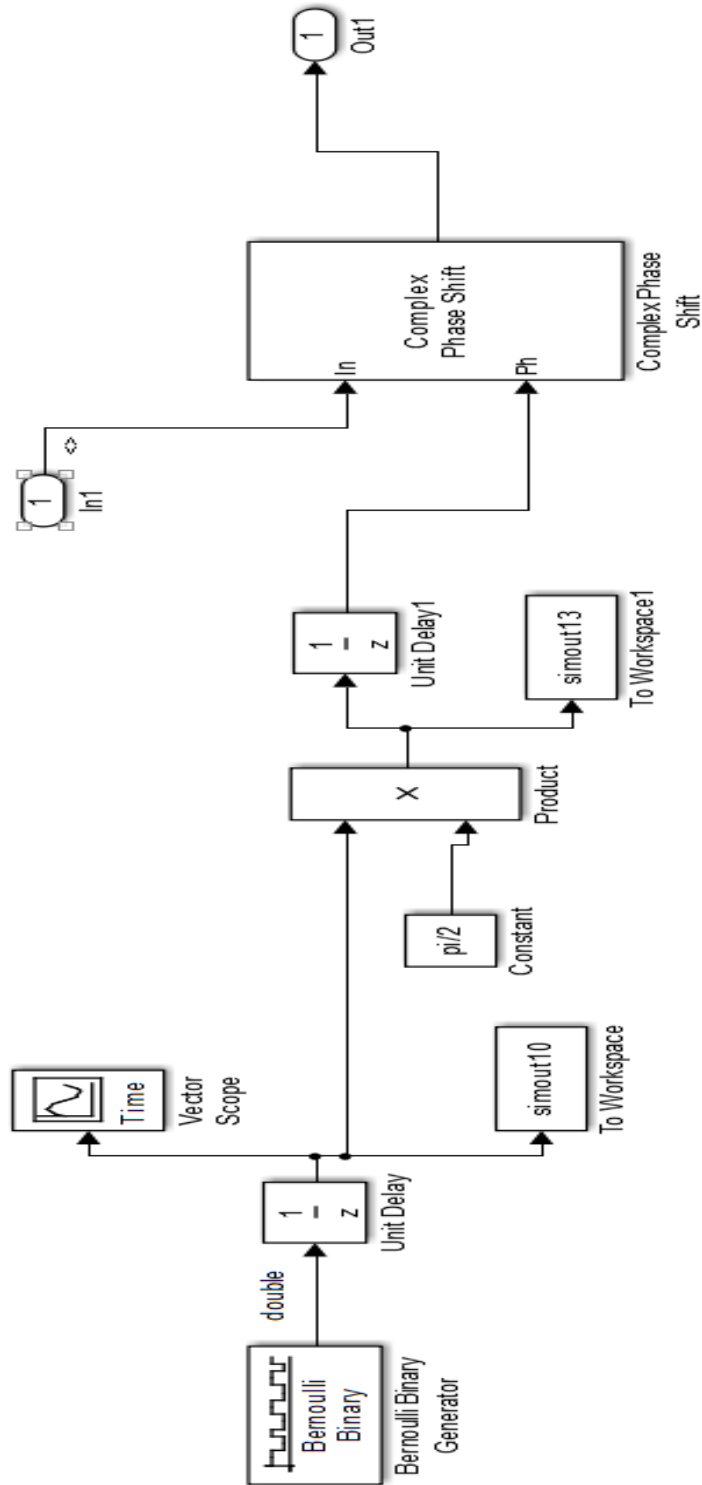 Bernoulli
Binary
Bernoulli Binary
Generator
double
1
z
Unit Delay
Time
Vector
Scope
simout10
To Workspace
pi/2
Constant
X
Product
simout13
To Workspace1
1
z
Unit Delay1
1
In1
<>
In
Ph
Complex
Phase Shift
Complex Phase
Shift
1
Out1